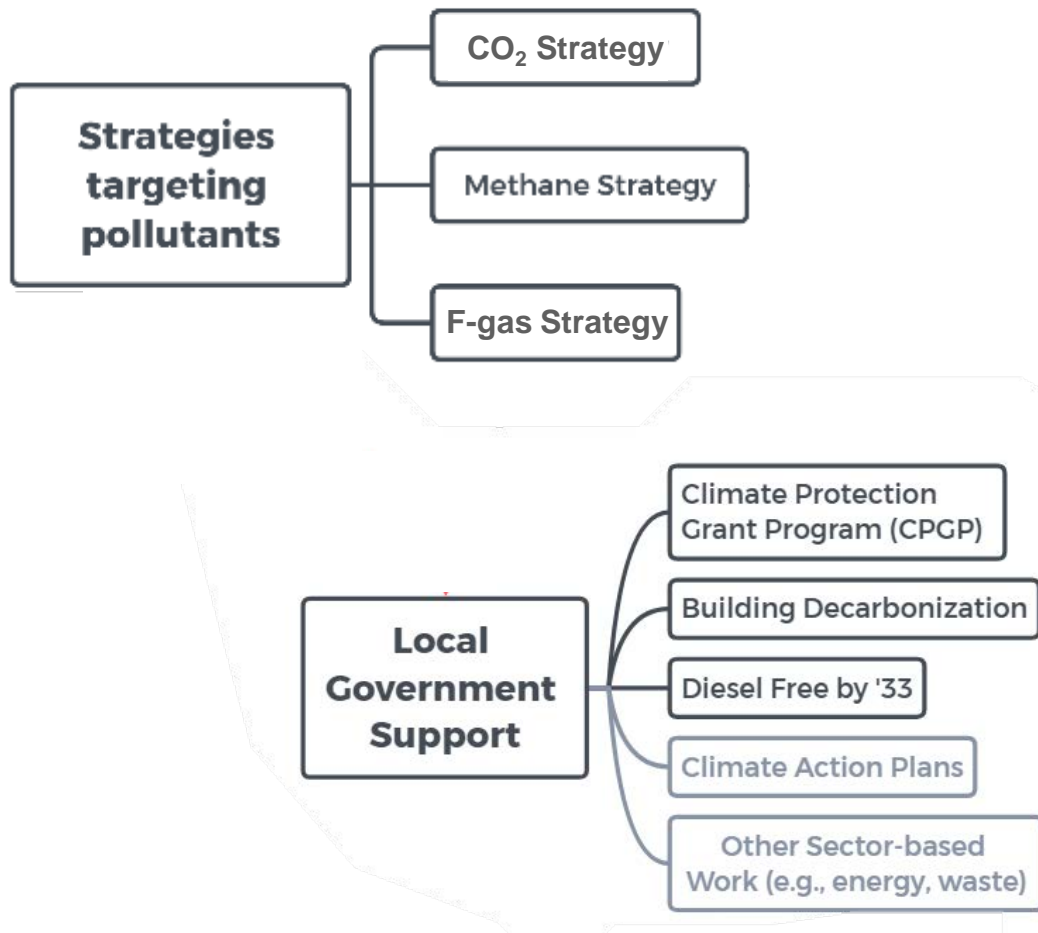 CO₂ Strategy
Strategies
targeting
pollutants
Methane Strategy
F-gas Strategy
Climate Protection
Grant Program (CPGP)
Building Decarbonization
Local
Government
Support
Diesel Free by '33
Climate Action Plans
Other Sector-based
Work (e.g., energy, waste)